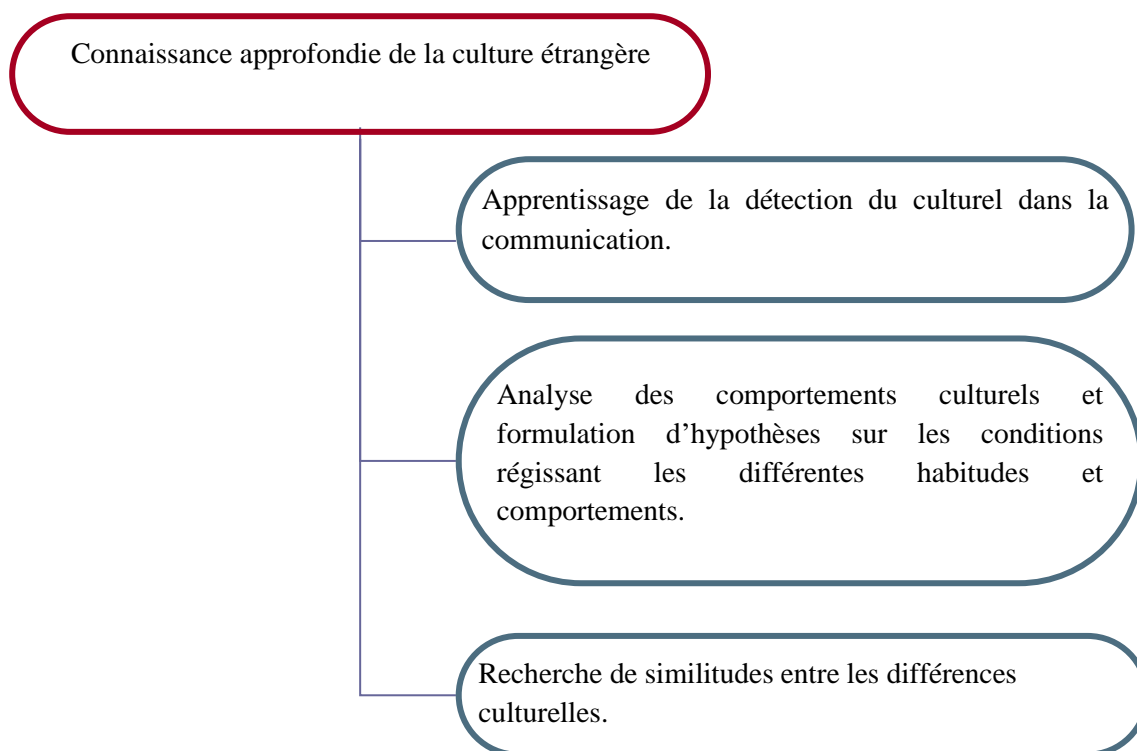 Connaissance approfondie de la culture étrangère
Apprentissage de la détection du culturel dans la
communication.
Analyse des comportements culturels et
formulation d’hypothèses sur les conditions
régissant les différentes habitudes et
comportements.
Recherche de similitudes entre les différences
culturelles.